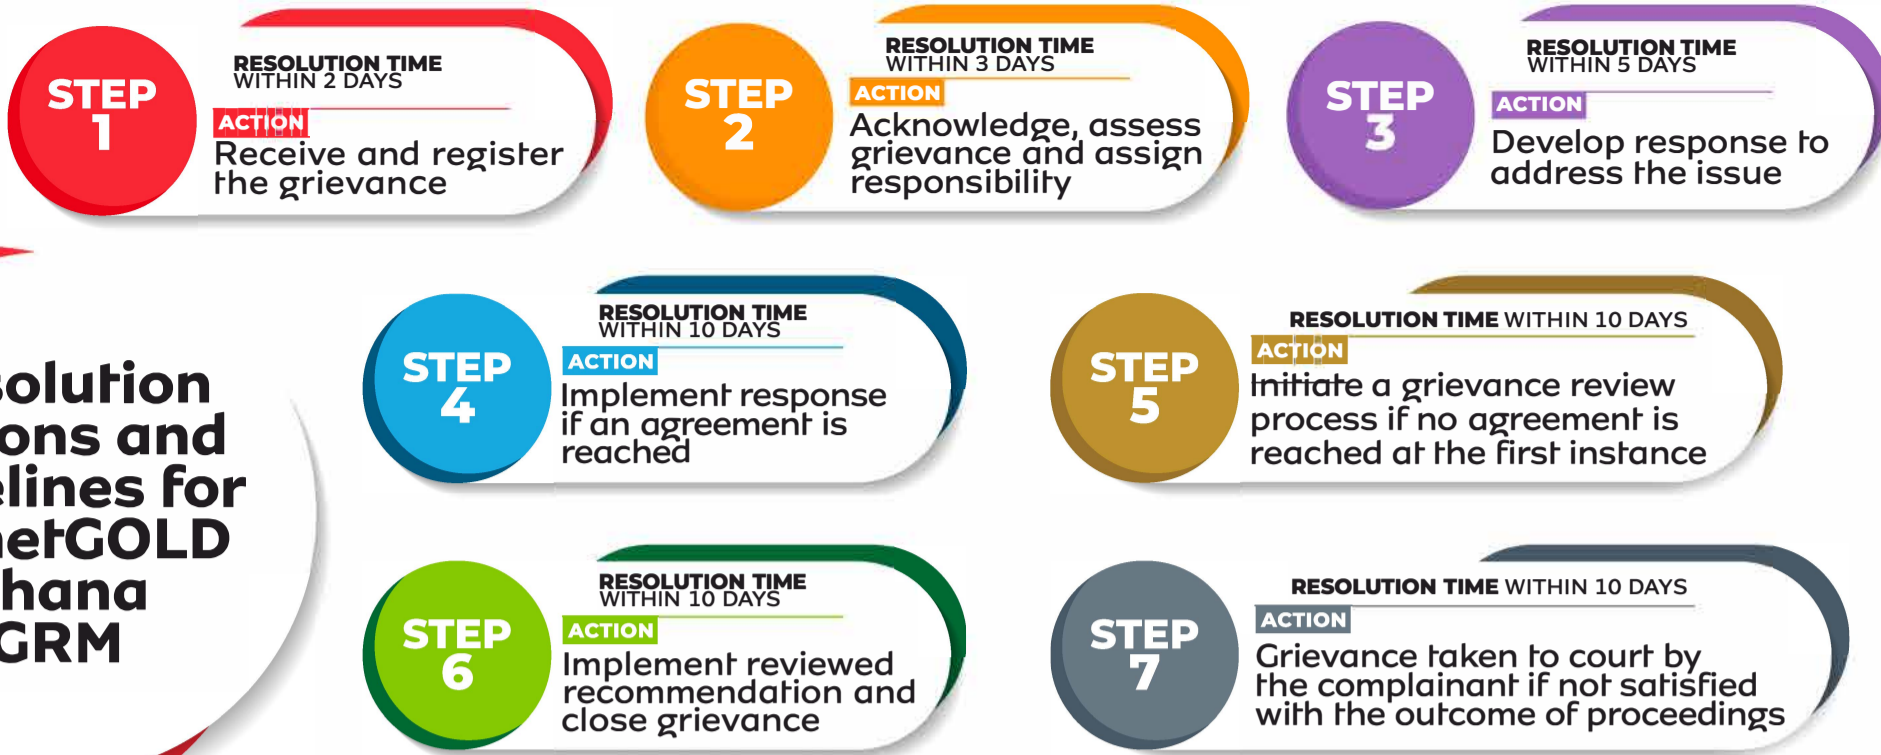 STEP
1
RESOLUTION TIME
WITHIN 2 DAYS
ACTION
Receive and register
the grievance
STEP
2
RESOLUTION TIME
WITHIN 3 DAYS
ACTION
Acknowledge, assess
grievance and assign
responsibility
STEP
3
RESOLUTION TIME
WITHIN 5 DAYS
ACTION
Develop response to
address the issue
solution
ons and
elines for
netGOLD
hana
GRM
STEP
4
RESOLUTION TIME
WITHIN 10 DAYS
ACTION
Implement response
if an agreement is
reached
STEP
5
RESOLUTION TIME WITHIN 10 DAYS
ACTION
Initiate a grievance review
process if no agreement is
reached at the first instance
STEP
6
RESOLUTION TIME
WITHIN 10 DAYS
ACTION
Implement reviewed
recommendation and
close grievance
STEP
7
RESOLUTION TIME WITHIN 10 DAYS
ACTION
Grievance taken to court by
the complainant if not satisfied
with the outcome of proceedings